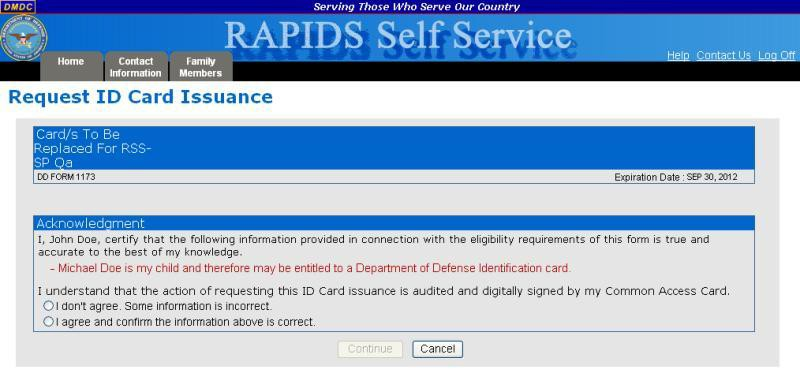 DMDC
Serving Those Who Serve Our Country
RAPIDS Self Service
Help Contact Us Log Off
Home
Contact Information
Family Members
Request ID Card Issuance
Card/s To Be
Replaced For RSS-
SP Qa
DD FORM 1173
Expiration Date : SEP 30, 2012
Acknowledgment
I, John Doe, certify that the following information provided in connection with the eligibility requirements of this form is true and
accurate to the best of my knowledge.
- Michael Doe is my child and therefore may be entitled to a Department of Defense Identification card.
I understand that the action of requesting this ID Card issuance is audited and digitally signed by my Common Access Card.
I don't agree. Some information is incorrect.
I agree and confirm the information above is correct.
Continue
Cancel